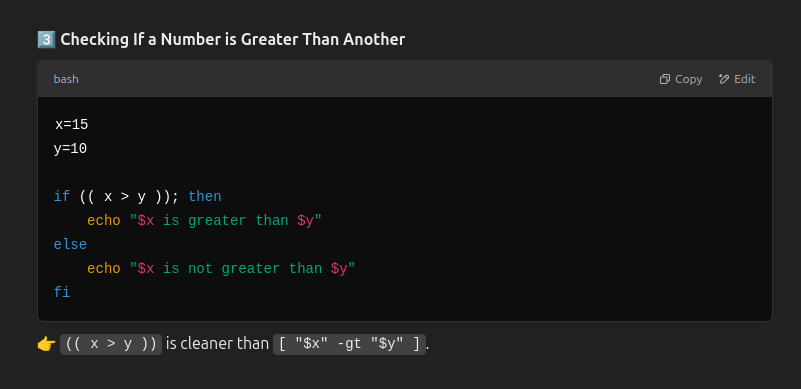 3️⃣ Checking If a Number is Greater Than Another
bash Copy Edit
x=15
y=10
if (( x > y )); then
    echo "$x is greater than $y"
else
    echo "$x is not greater than $y"
fi
👉 (( x > y )) is cleaner than [ "$x" -gt "$y" ].